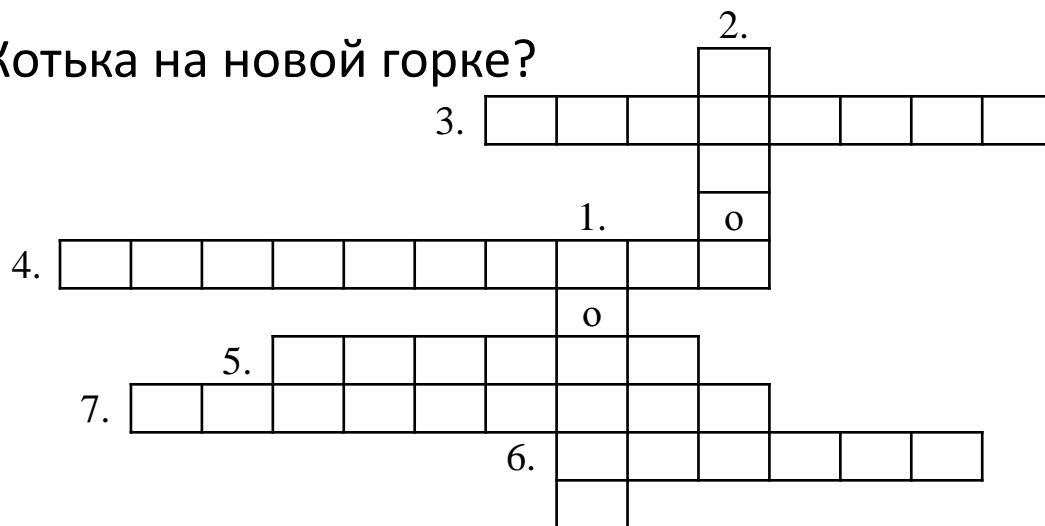 2.
Котька на новой горке?
3.
1.
о
4.
о
5.
7.
6.